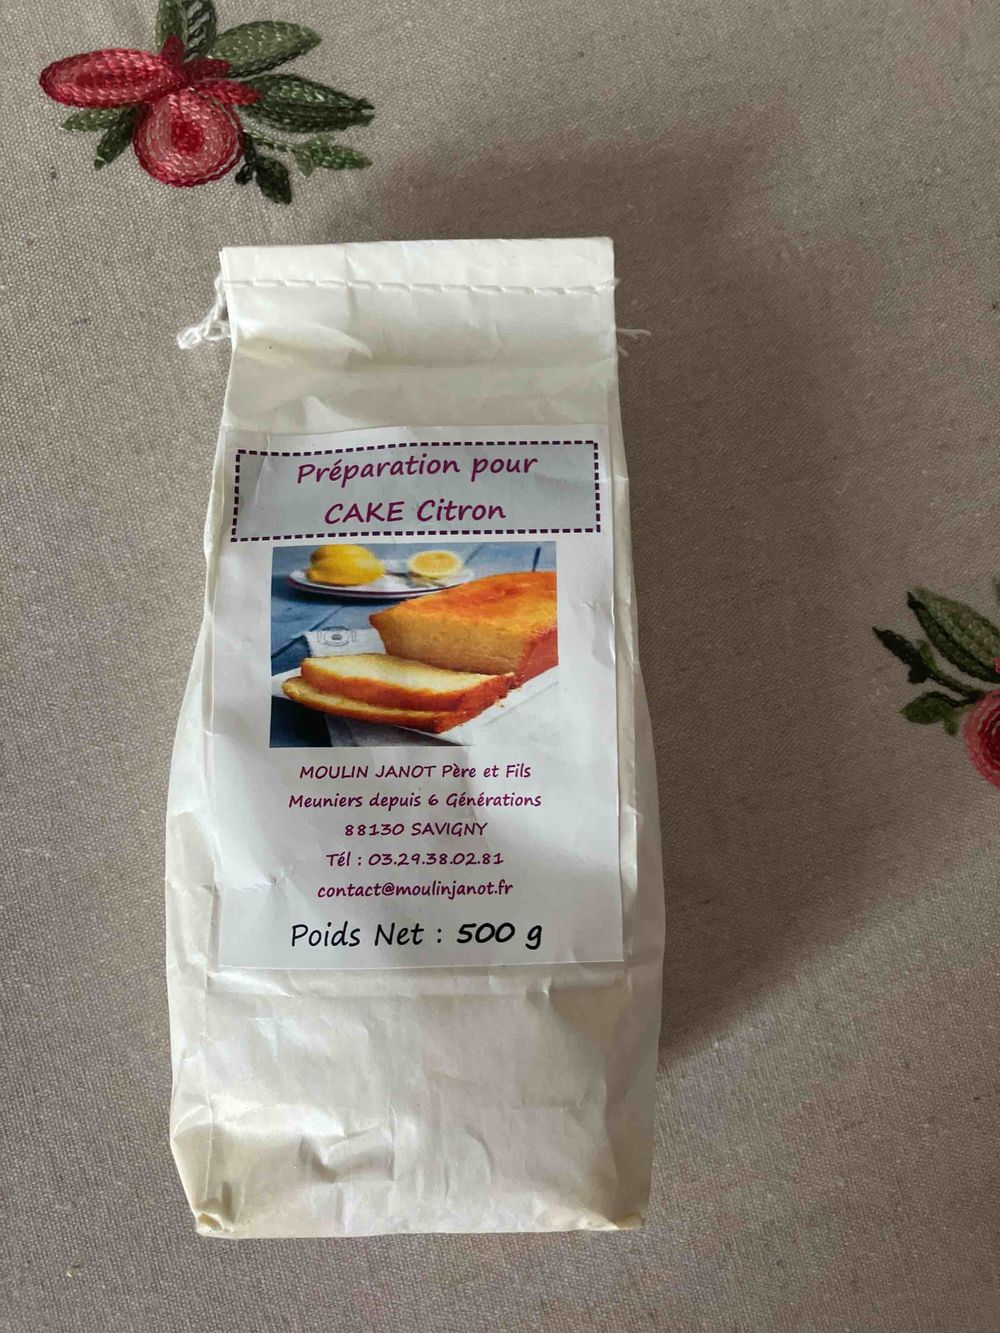 Préparation pour
CAKE Citron
MOULIN JANOT Père et Fils
Meuniers depuis 6 Générations
88130 SAVIGNY
Tél : 03.29.38.02.81
contact@moulinjanot.fr
Poids Net : 500 g